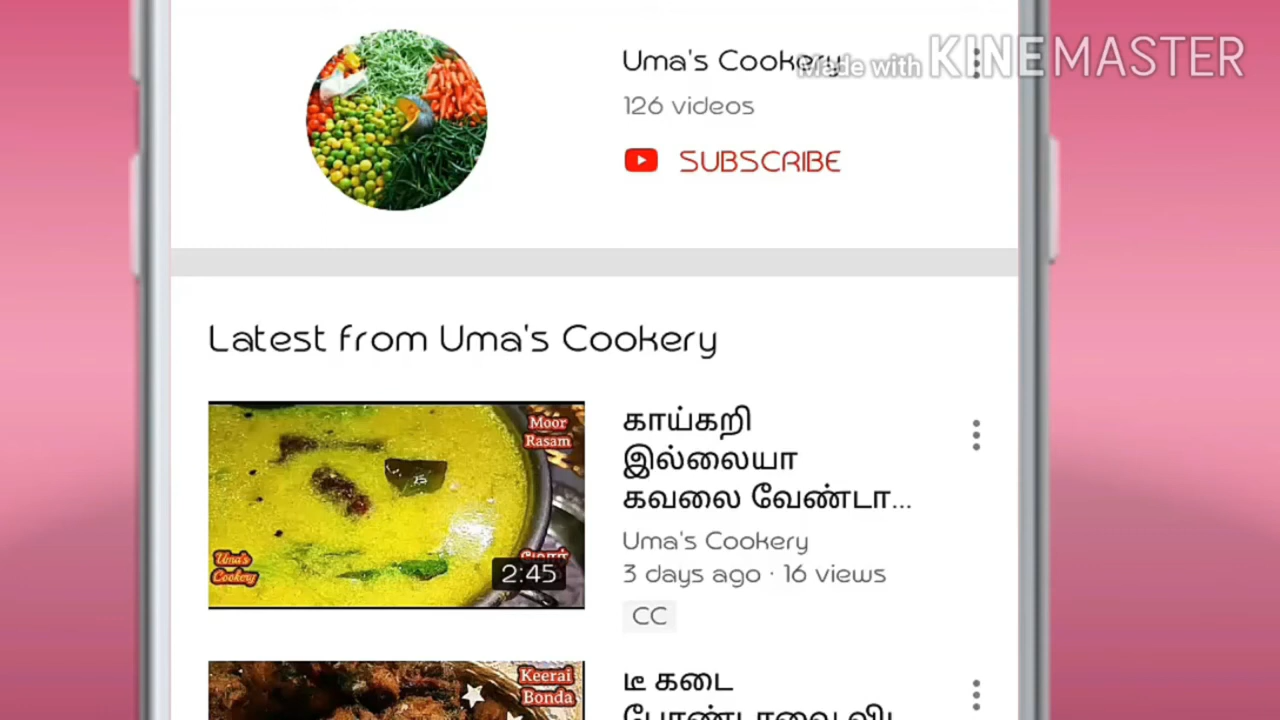 Uma's Cookery
Made with KINEMASTER
126 videos
SUBSCRIBE
Latest from Uma's Cookery
Moor
Rasam
Uma's
Cookery
2:45
காய்கறி
இல்லையா
கவலை வேண்டா...
Uma's Cookery
3 days ago · 16 views
CC
Keerai
Bonda
டீ கடை